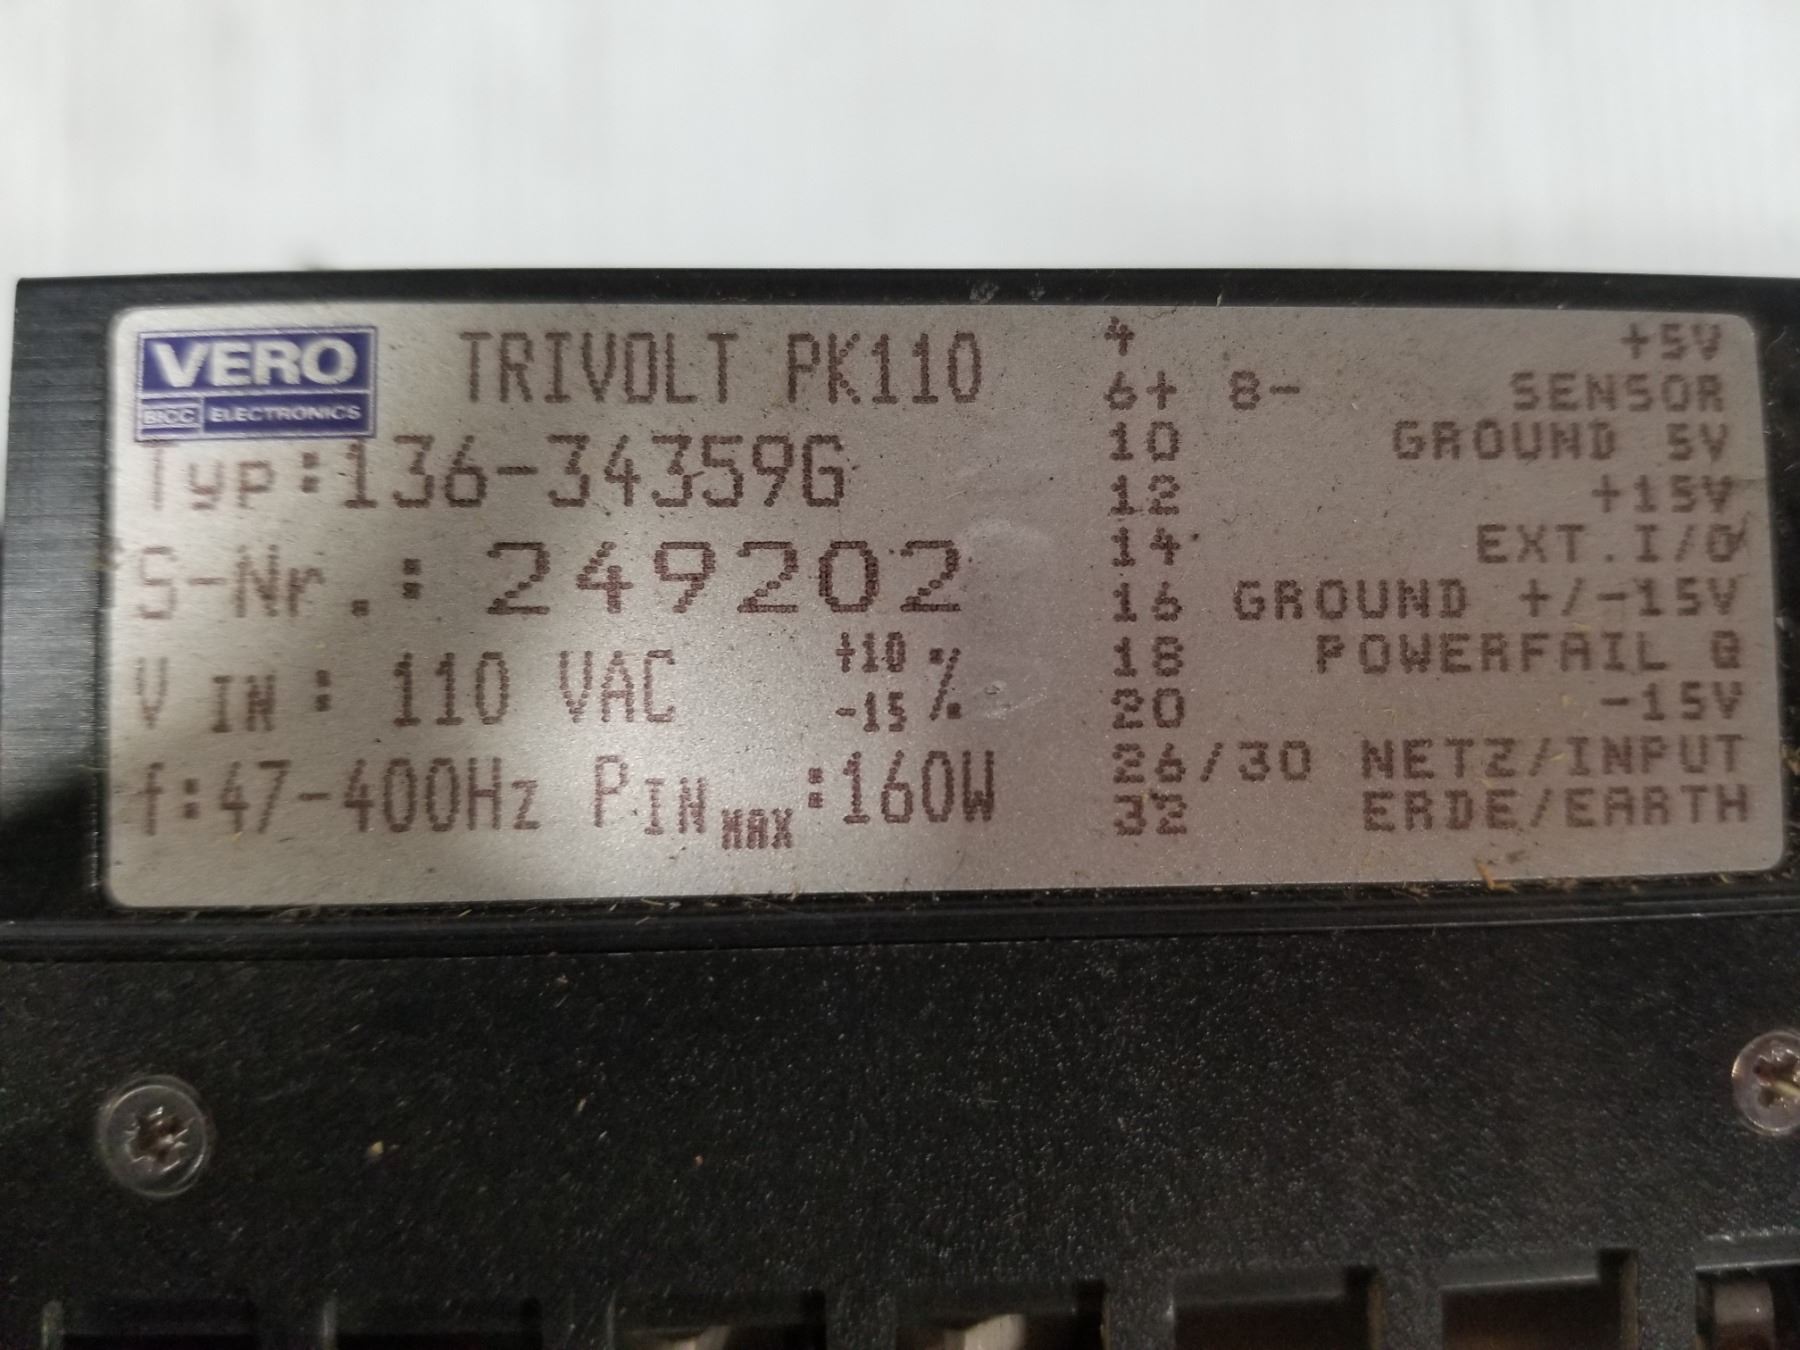 VERO
BICC ELECTRONICS
TRIVOLT PK110
Typ:136-34359G
S-Nr.:249202
V IN: 110 VAC +10 -15 %
f:47-400Hz PIN MAX:160W
4 +5V
6+ 8- SENSOR
10 GROUND 5V
12 +15V
14 EXT.I/O
16 GROUND +/-15V
18 POWERFAIL Q
20 -15V
26/30 NETZ/INPUT
32 ERDE/EARTH